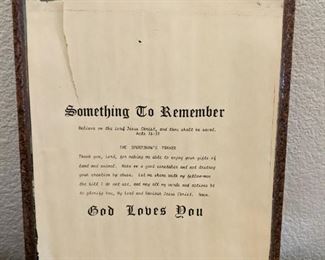 Something To Remember
Believe on the Lord Jesus Christ, and thou shalt be saved.
Acts 16:31
THE SPORTSMAN'S PRAYER
Thank you, Lord, for making me able to enjoy your gifts of
land and animal. Make me a good caretaker and not destroy
your creation by abuse. Let me share with my fellow-man
the kill I do not use, and may all my words and actions be
to glorify You, My Lord and Saviour Jesus Christ. Amen.
God Loves You